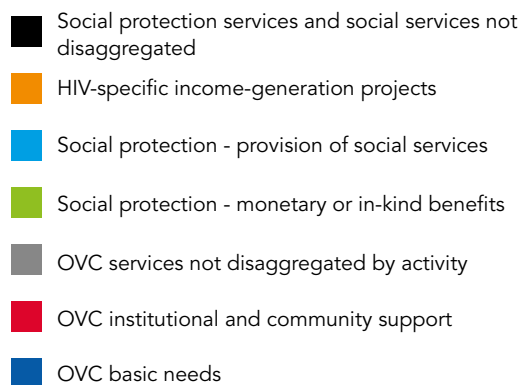 Social protection services and social services not
disaggregated
HIV-specific income-generation projects
Social protection - provision of social services
Social protection - monetary or in-kind benefits
OVC services not disaggregated by activity
OVC institutional and community support
OVC basic needs